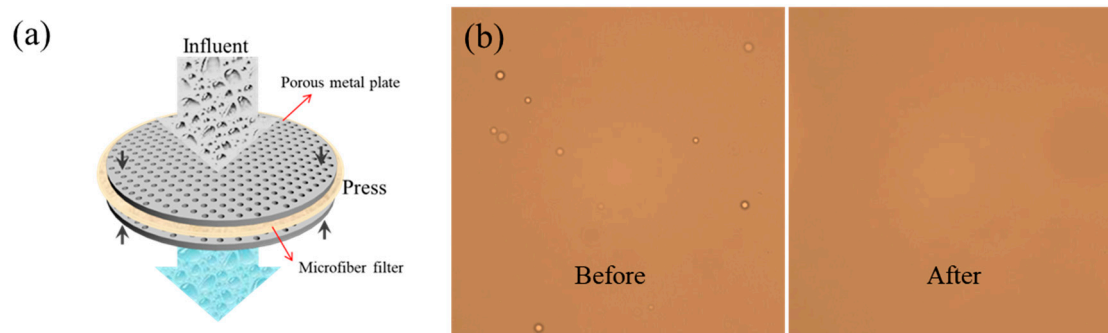 (a)
Influent
Porous metal plate
Press
Microfiber filter
(b)
Before
After